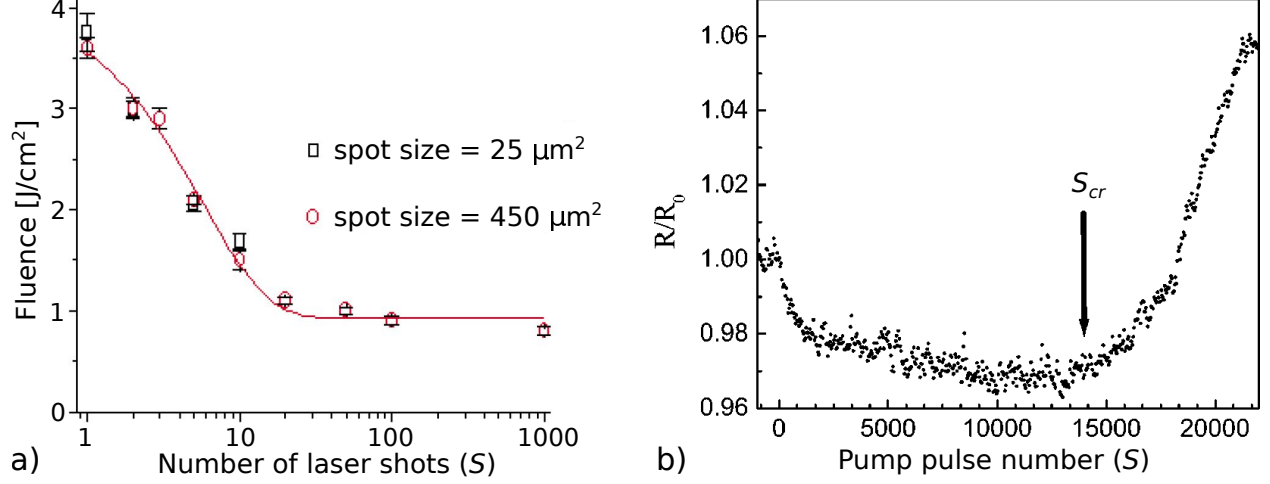 4
3
2
1
0
Fluence [J/cm²]
spot size = 25 µm²
spot size = 450 µm²
1 10 100 1000
a) Number of laser shots (S)
1.06
1.04
1.02
1.00
0.98
0.96
R/R₀
S_cr
0 5000 10000 15000 20000
b) Pump pulse number (S)